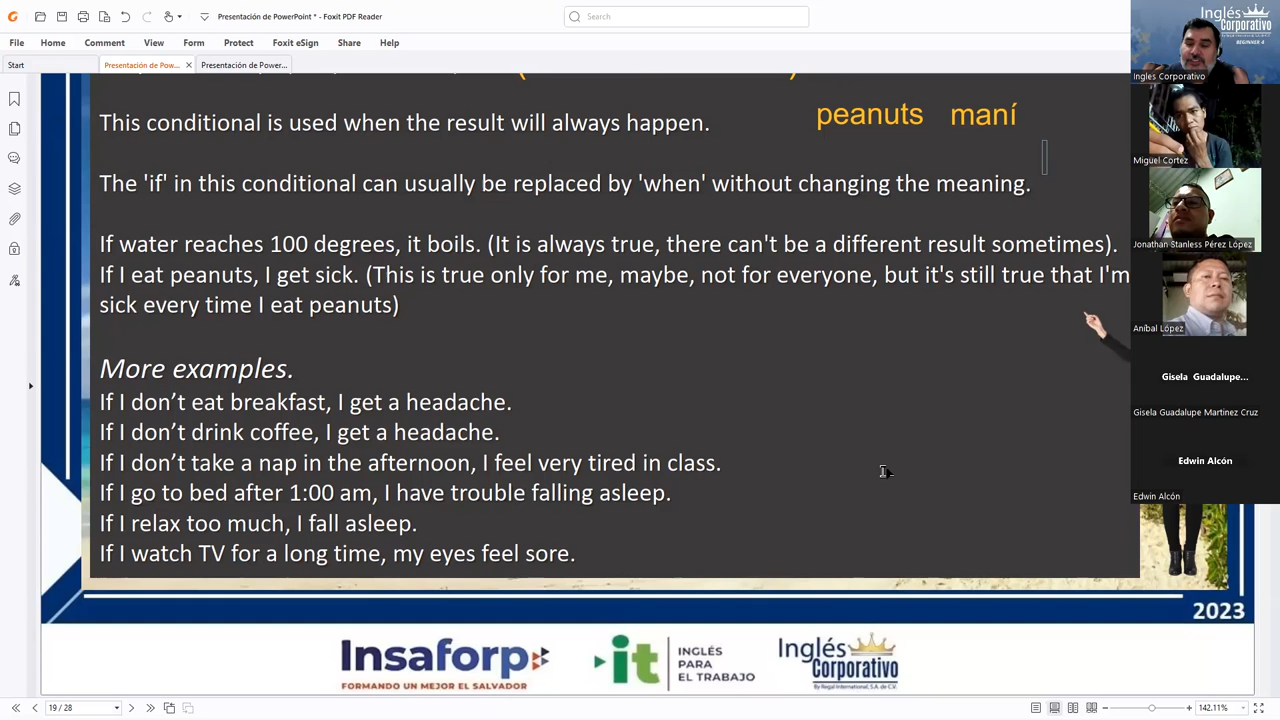 Presentación de PowerPoint * - Foxit PDF Reader
Search
File Home Comment View Form Protect Foxit eSign Share Help
Start Presentación de Pow... Presentación de Power...
This conditional is used when the result will always happen.
peanuts maní
The 'if' in this conditional can usually be replaced by 'when' without changing the meaning.
If water reaches 100 degrees, it boils. (It is always true, there can't be a different result sometimes).
If I eat peanuts, I get sick. (This is true only for me, maybe, not for everyone, but it's still true that I'm
sick every time I eat peanuts)
More examples.
If I don’t eat breakfast, I get a headache.
If I don’t drink coffee, I get a headache.
If I don’t take a nap in the afternoon, I feel very tired in class.
If I go to bed after 1:00 am, I have trouble falling asleep.
If I relax too much, I fall asleep.
If I watch TV for a long time, my eyes feel sore.
2023
Insaforp
FORMANDO UN MEJOR EL SALVADOR
it
INGLÉS
PARA
EL TRABAJO
Inglés
Corporativo
By Regal International, S.A. de C.V.
19 / 28
142.11%
Inglés
Corporativo
BEGINNER 4
Ingles Corporativo
Miguel Cortez
Jonathan Stanless Pérez López
Aníbal López
Gisela Guadalupe...
Gisela Guadalupe Martinez Cruz
Edwin Alcón
Edwin Alcón